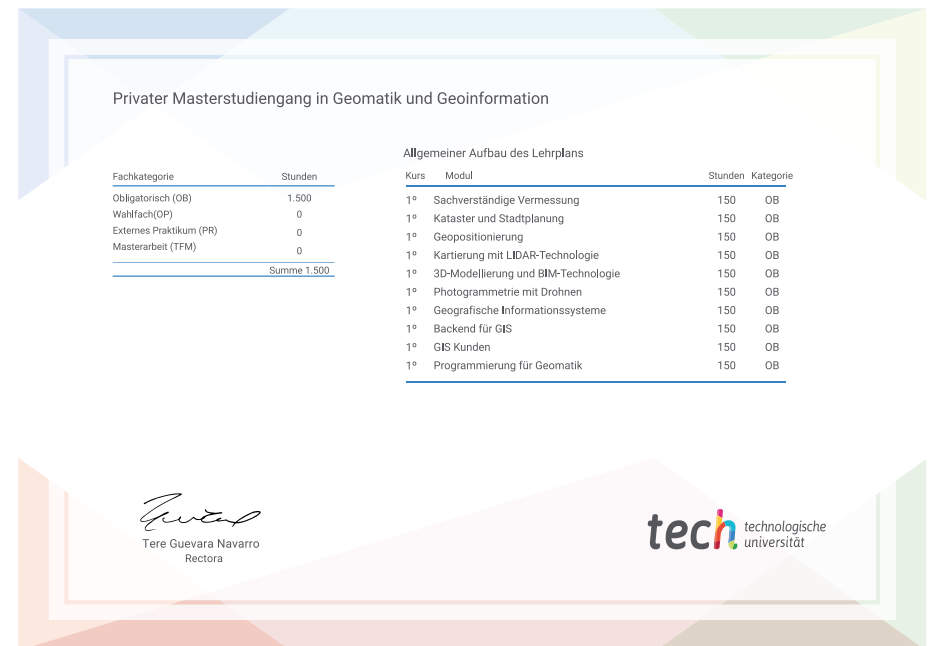 Privater Masterstudiengang in Geomatik und Geoinformation
Fachkategorie Stunden
Obligatorisch (OB) 1.500
Wahlfach(OP) 0
Externes Praktikum (PR) 0
Masterarbeit (TFM) 0
Summe 1.500
Allgemeiner Aufbau des Lehrplans
Kurs Modul Stunden Kategorie
1º Sachverständige Vermessung 150 OB
1º Kataster und Stadtplanung 150 OB
1º Geopositionierung 150 OB
1º Kartierung mit LIDAR-Technologie 150 OB
1º 3D-Modellierung und BIM-Technologie 150 OB
1º Photogrammetrie mit Drohnen 150 OB
1º Geografische Informationssysteme 150 OB
1º Backend für GIS 150 OB
1º GIS Kunden 150 OB
1º Programmierung für Geomatik 150 OB
Tere Guevara Navarro
Rectora
tech technologische
universität